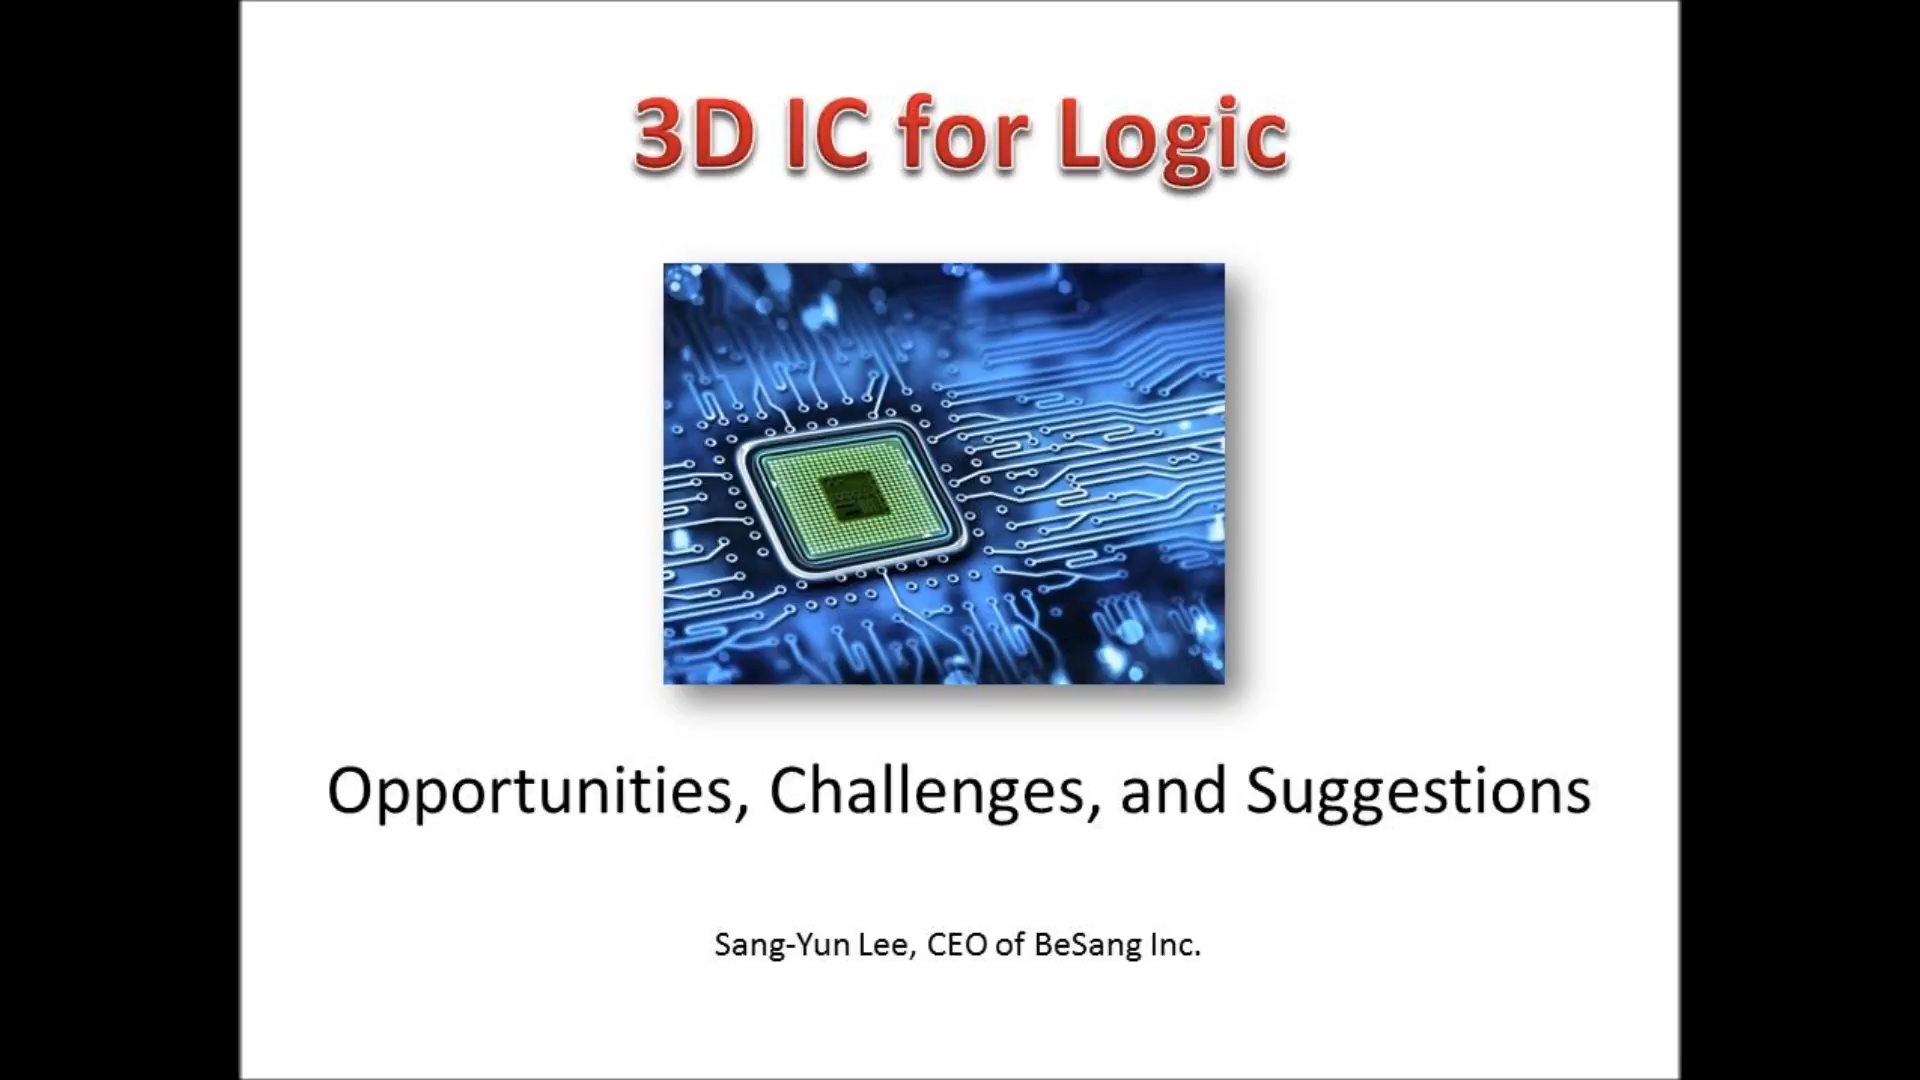 3D IC for Logic
Opportunities, Challenges, and Suggestions
Sang-Yun Lee, CEO of BeSang Inc.